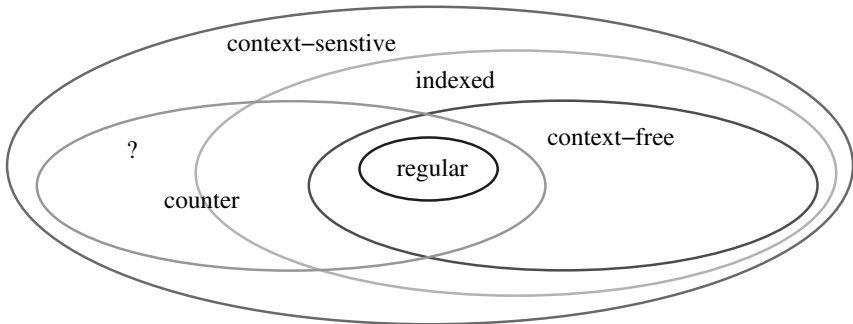 context−senstive
indexed
context−free
?
regular
counter